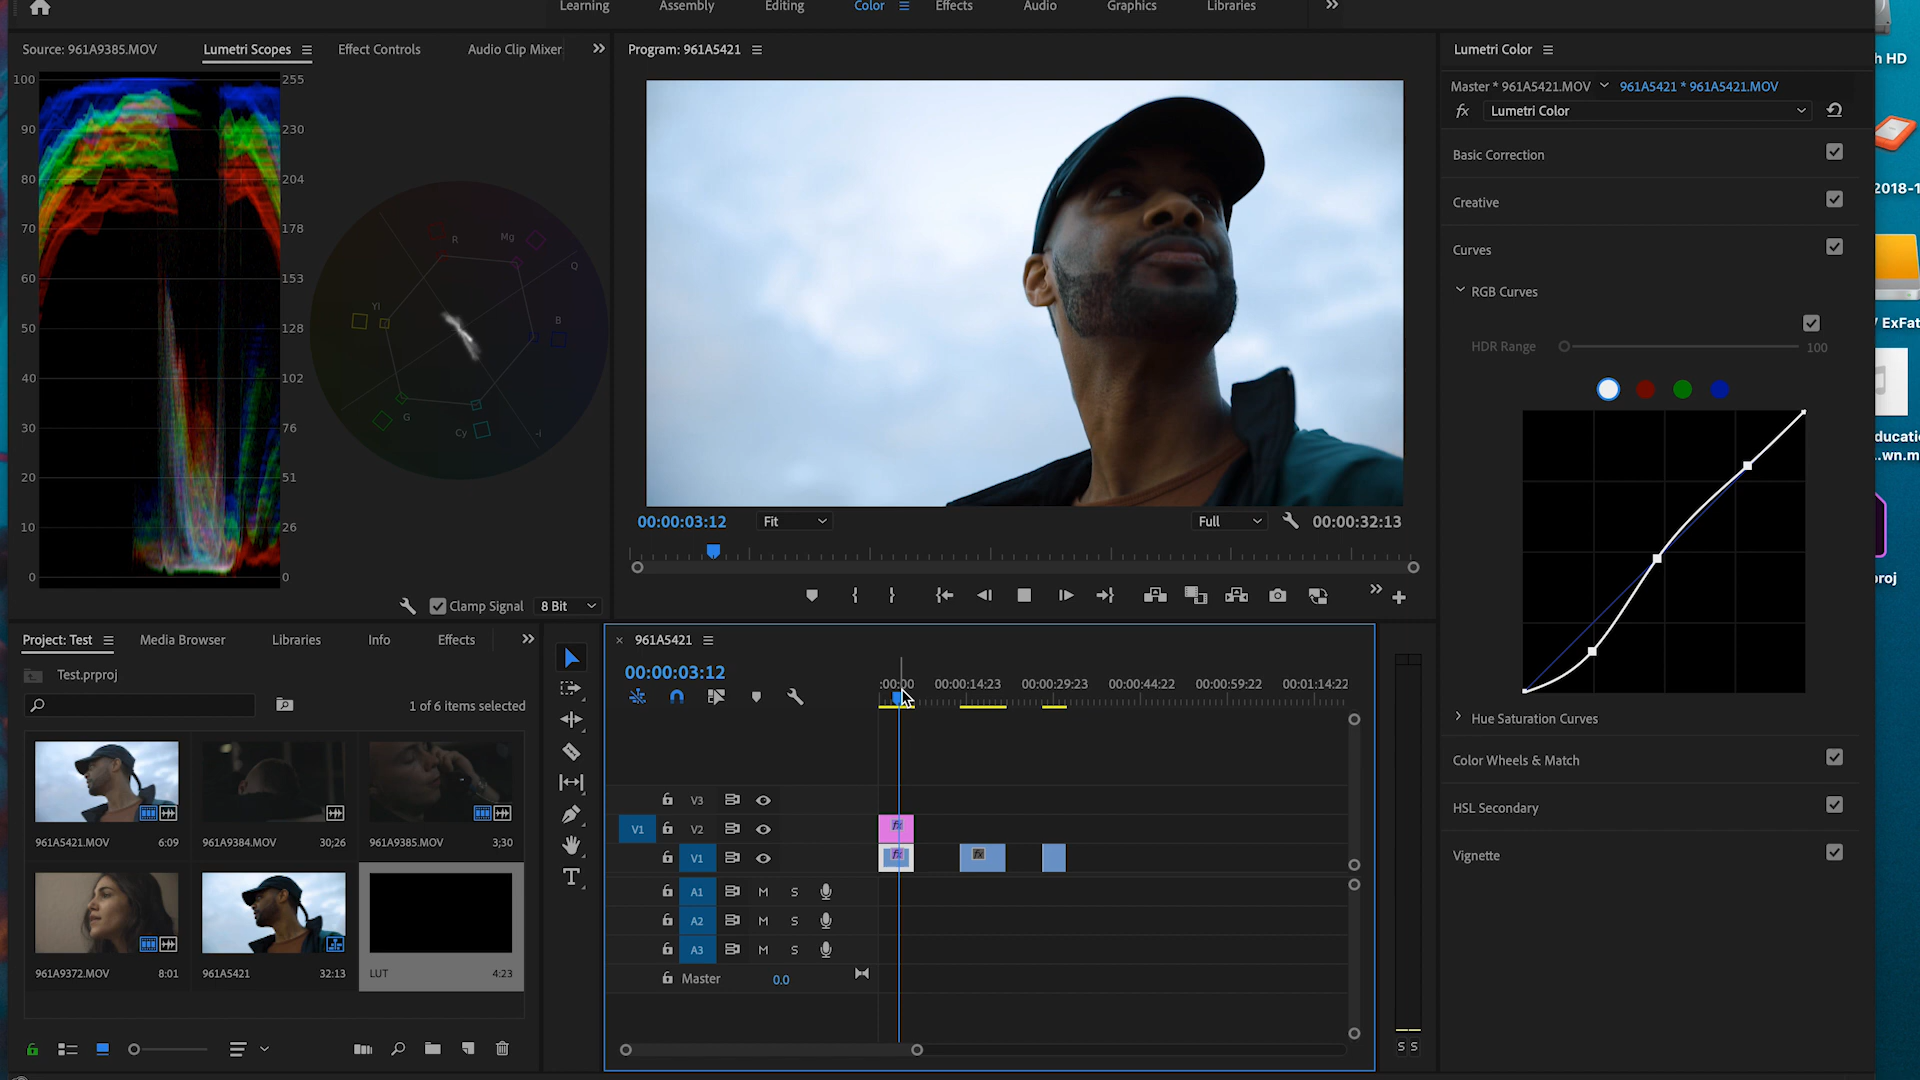 Learning Assembly Editing Color Effects Audio Graphics Libraries
Source: 961A9385.MOV Lumetri Scopes Effect Controls Audio Clip Mixer
Program: 961A5421
Lumetri Color
h HD
Master * 961A5421.MOV 961A5421 * 961A5421.MOV
fx Lumetri Color
Basic Correction
2018-1
Creative
Curves
RGB Curves
ExFat
HDR Range 100
100 255
90 230
80 204
70 178
60 153
50 128
40 102
30 76
20 51
10 26
0 0
R Mg Q
Yl B
G Cy -i
ducatio
..wn.m
00:00:03:12 Fit Full 00:00:32:13
roj
Clamp Signal 8 Bit
Project: Test Media Browser Libraries Info Effects
Test.prproj
1 of 6 items selected
961A5421.MOV 6:09 961A9384.MOV 30;26 961A9385.MOV 3;30
961A9372.MOV 8:01 961A5421 32:13 LUT 4:23
961A5421
00:00:03:12
:00:00 00:00:14:23 00:00:29:23 00:00:44:22 00:00:59:22 00:01:14:22
V3
V1 V2 fx
V1 fx fx
A1 M S
A2 M S
A3 M S
Master 0.0
S S
Hue Saturation Curves
Color Wheels & Match
HSL Secondary
Vignette